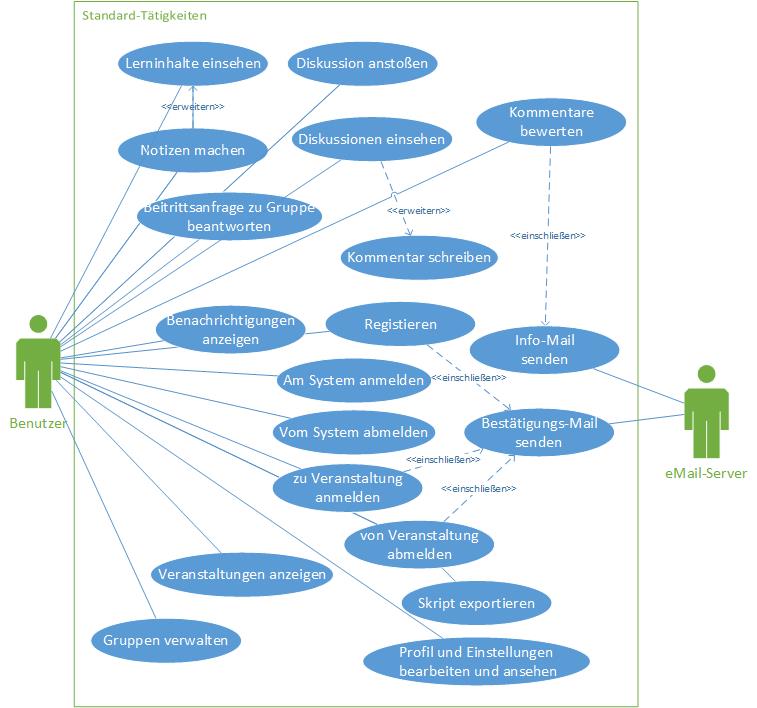 Standard-Tätigkeiten
Lerninhalte einsehen
Diskussion anstoßen
<<erweitern>>
Kommentare
bewerten
Notizen machen
Diskussionen einsehen
Beitrittsanfrage zu Gruppe
beantworten
<<erweitern>>
<<einschließen>>
Kommentar schreiben
Benachrichtigungen
anzeigen
Registieren
Info-Mail
senden
Am System anmelden
<<einschließen>>
Benutzer
Vom System abmelden
Bestätigungs-Mail
senden
<<einschließen>>
eMail-Server
zu Veranstaltung
anmelden
<<einschließen>>
von Veranstaltung
abmelden
Veranstaltungen anzeigen
Skript exportieren
Gruppen verwalten
Profil und Einstellungen
bearbeiten und ansehen